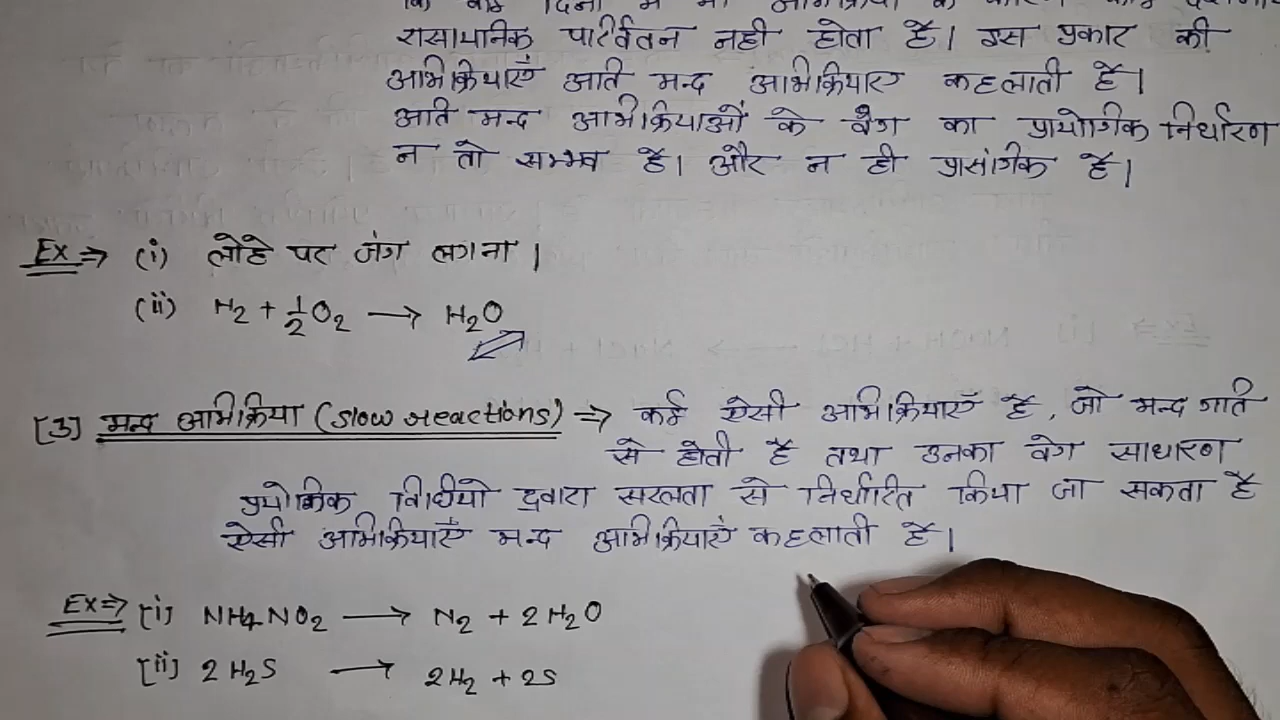 रासायनिक परिर्वतन नही होता है। इस प्रकार की
अभिक्रियाएँ अति मन्द अभिक्रियाए कहलाती है।
अति मन्द अभिक्रियाओं के वेग का प्रायोगिक निर्धारण
न तो सम्भव है। और न ही प्रासंगिक है।
Ex ⇒ (i) लोहे पर जंग लगना।
(ii) H₂ + 1/2 O₂ → H₂O
[3] मन्द अभिक्रिया (slow reactions) ⇒ कई ऐसी अभिक्रियाएँ है, जो मन्द गति
से होती है तथा उनका वेग साधारण
प्रयोगिक विधियो द्वारा सरलता से निर्धारित किया जा सकता है
ऐसी अभिक्रियाएँ मन्द अभिक्रियाएँ कहलाती है।
Ex ⇒ [i] NH₄NO₂ → N₂ + 2H₂O
[ii] 2H₂S → 2H₂ + 2S